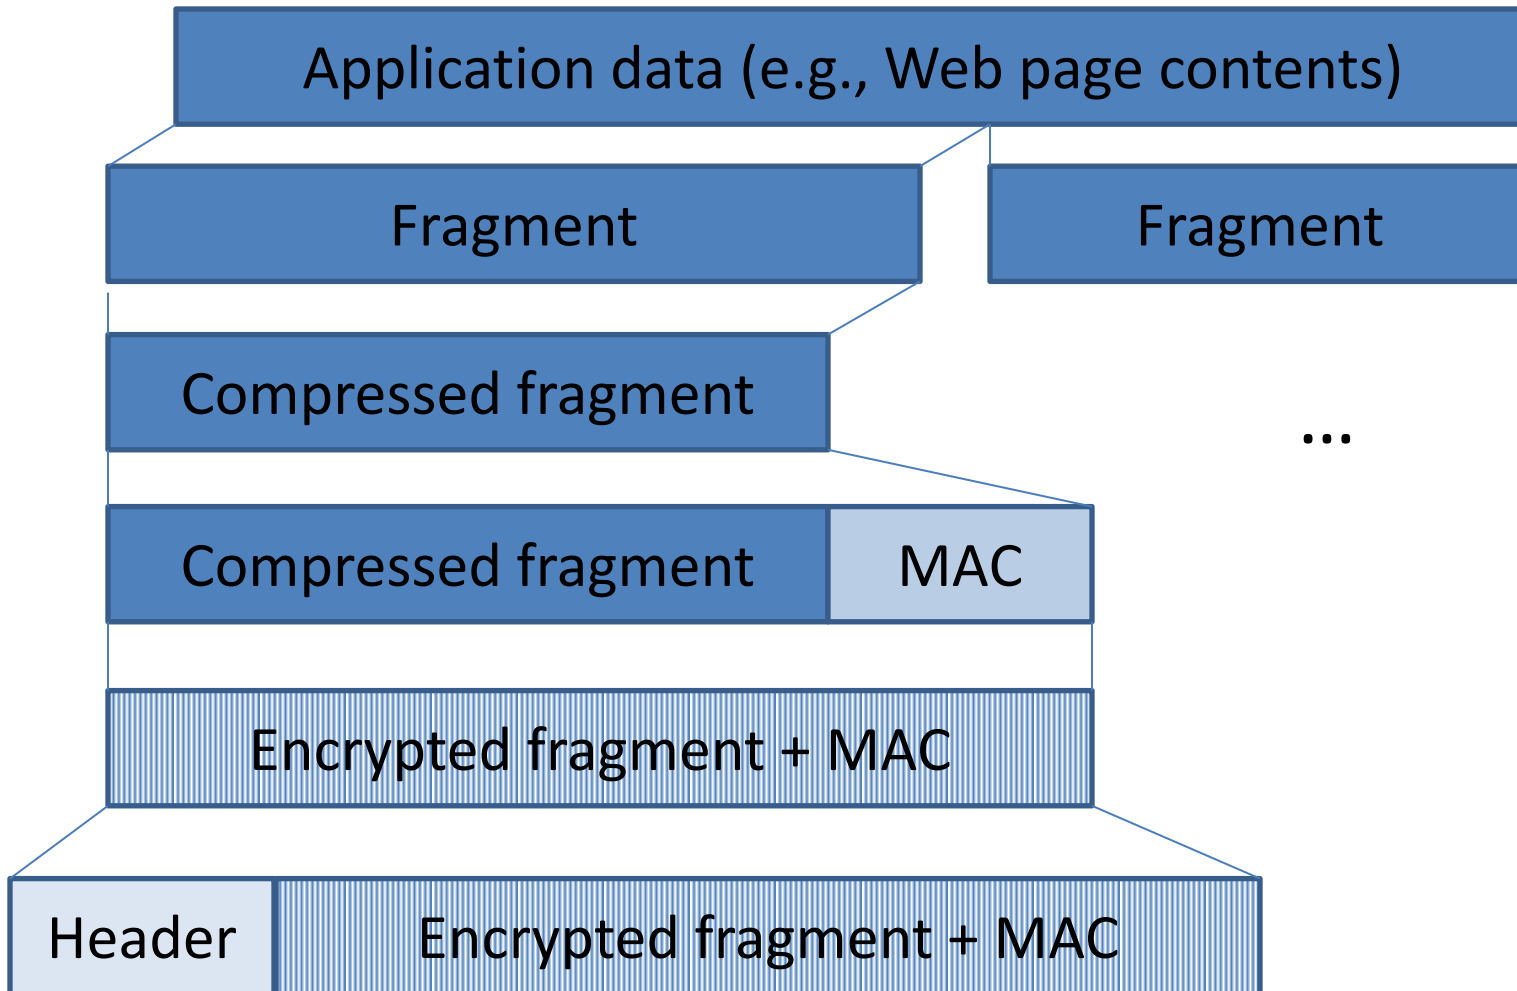 Application data (e.g., Web page contents)
Fragment
Fragment
Compressed fragment
...
Compressed fragment
MAC
Encrypted fragment + MAC
Header
Encrypted fragment + MAC